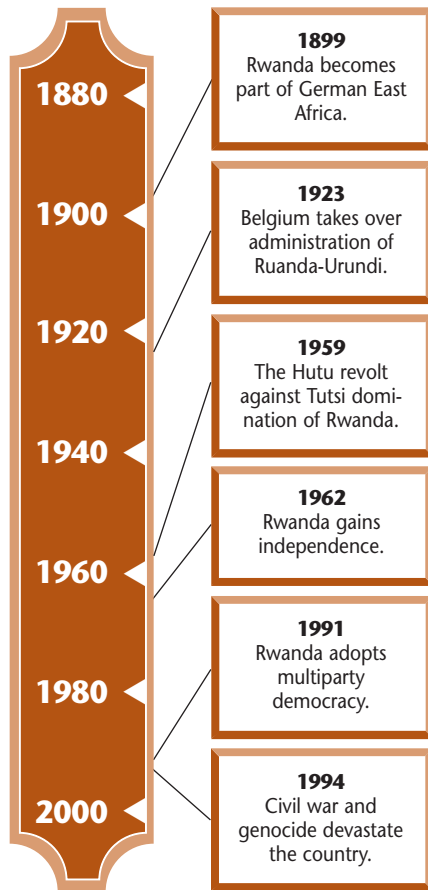 1880
1900
1920
1940
1960
1980
2000
1899
Rwanda becomes
part of German East
Africa.
1923
Belgium takes over
administration of
Ruanda-Urundi.
1959
The Hutu revolt
against Tutsi domi-
nation of Rwanda.
1962
Rwanda gains
independence.
1991
Rwanda adopts
multiparty
democracy.
1994
Civil war and
genocide devastate
the country.